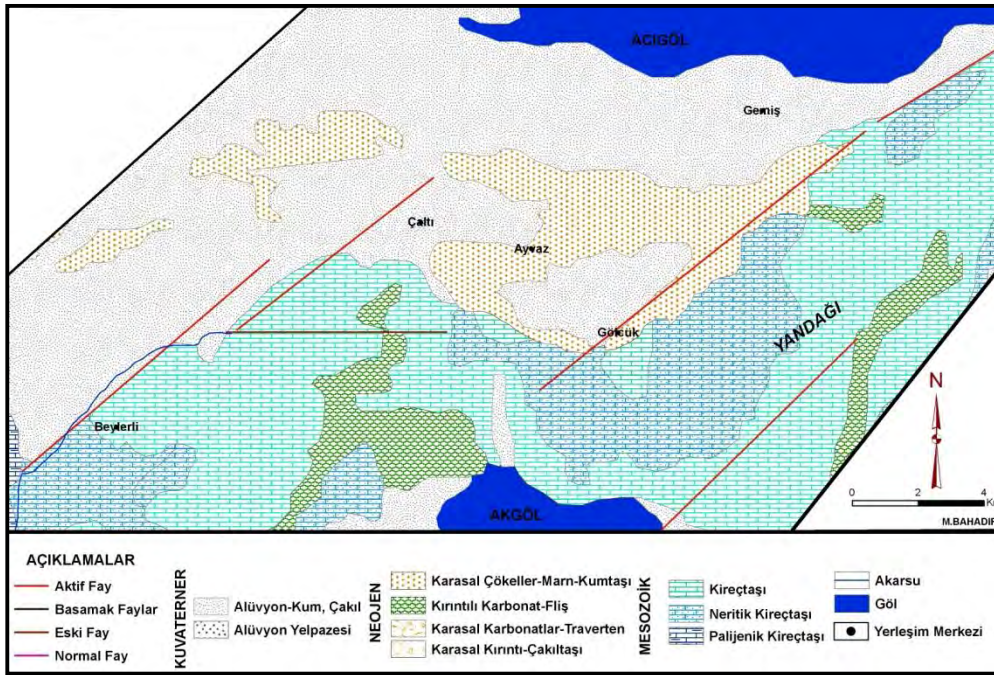 ACIGÖL
Gemiş
Çaltı
Ayvaz
Gölcük
YANDAĞI
Beylerli
AKGÖL
N
0 2 4
M.BAHADIR
AÇIKLAMALAR
Aktif Fay
Basamak Faylar
Eski Fay
Normal Fay
KUVATERNER
Alüvyon-Kum, Çakıl
Alüvyon Yelpazesi
NEOJEN
Karasal Çökeller-Marn-Kumtaşı
Kırıntılı Karbonat-Fliş
Karasal Karbonatlar-Traverten
Karasal Kırıntı-Çakıltaşı
MESOZOİK
Kireçtaşı
Neritik Kireçtaşı
Palijenik Kireçtaşı
Akarsu
Göl
Yerleşim Merkezi